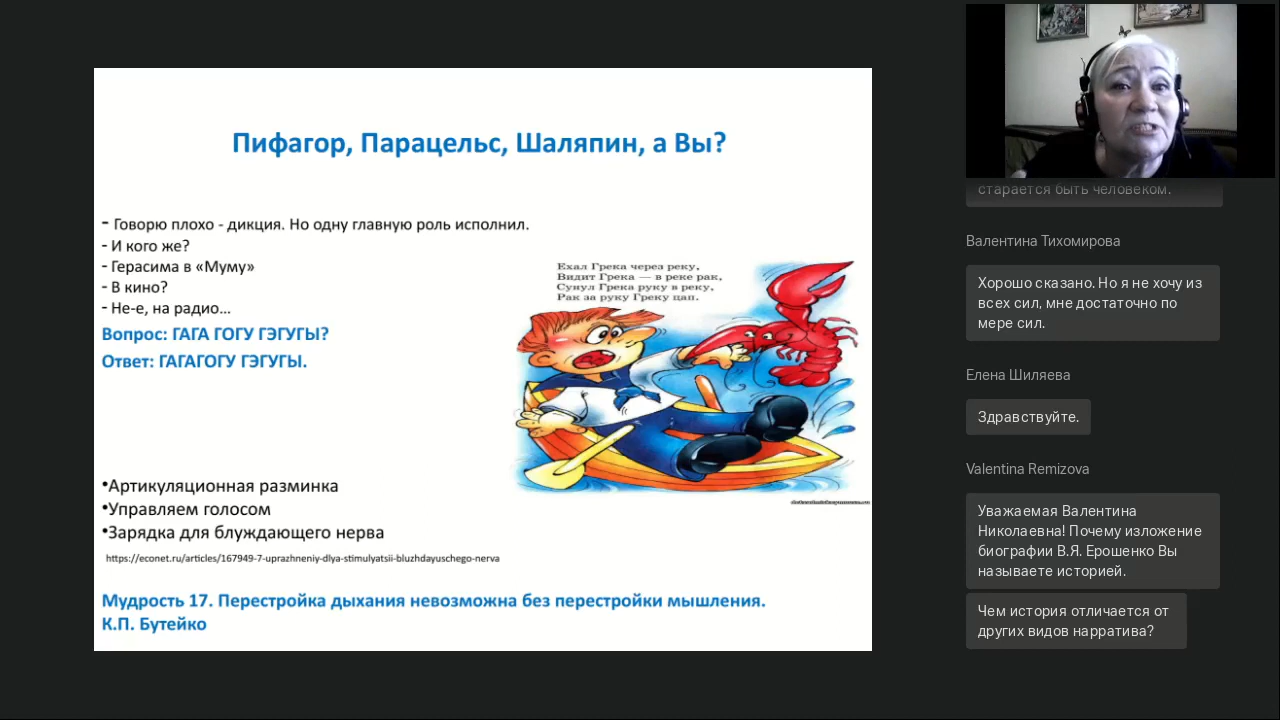 Пифагор, Парацельс, Шаляпин, а Вы?
- Говорю плохо - дикция. Но одну главную роль исполнил.
- И кого же?
- Герасима в «Муму»
- В кино?
- Не-е, на радио...
Вопрос: ГАГА ГОГУ ГЭГУГЫ?
Ответ: ГАГАГОГУ ГЭГУГЫ.
Ехал Грека через реку,
Видит Грека — в реке рак,
Сунул Грека руку в реку,
Рак за руку Греку цап.
•Артикуляционная разминка
•Управляем голосом
•Зарядка для блуждающего нерва
https://econet.ru/articles/167949-7-uprazhneniy-dlya-stimulyatsii-bluzhdayuschego-nerva
Мудрость 17. Перестройка дыхания невозможна без перестройки мышления.
К.П. Бутейко
старается быть человеком.
Валентина Тихомирова
Хорошо сказано. Но я не хочу из
всех сил, мне достаточно по
мере сил.
Елена Шиляева
Здравствуйте.
Valentina Remizova
Уважаемая Валентина
Николаевна! Почему изложение
биографии В.Я. Ерошенко Вы
называете историей.
Чем история отличается от
других видов нарратива?